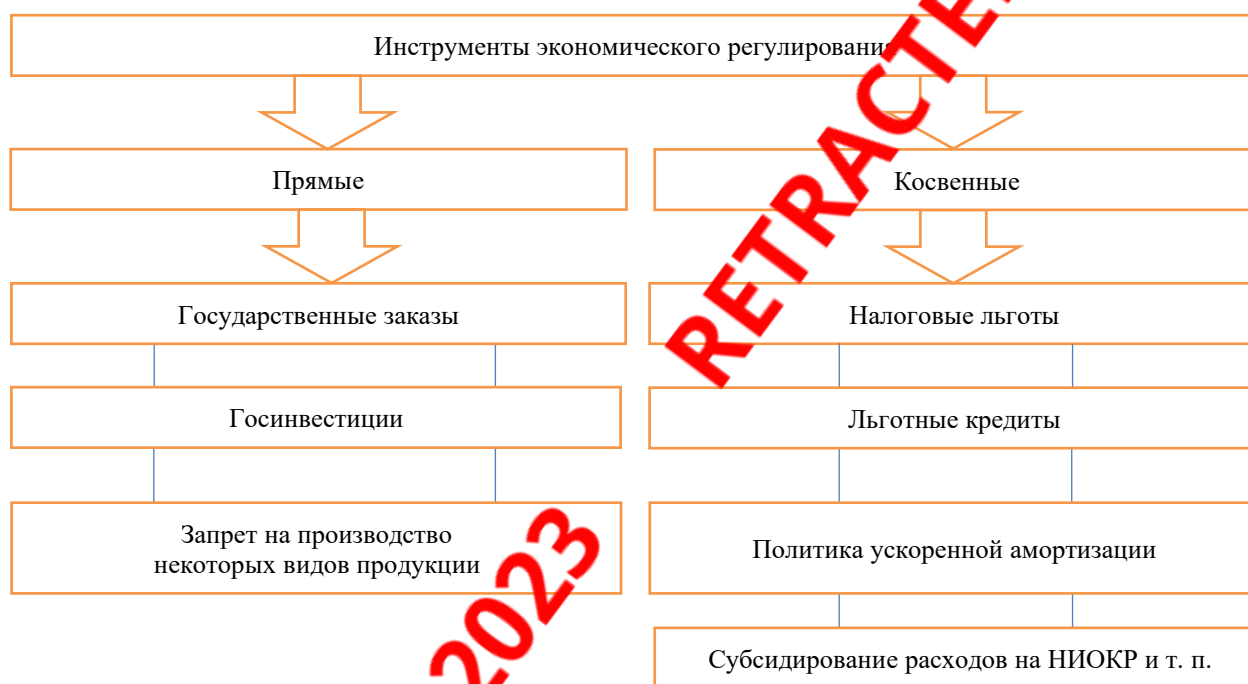 Инструменты экономического регулирования
Прямые
Косвенные
Государственные заказы
Налоговые льготы
Госинвестиции
Льготные кредиты
Запрет на производство
некоторых видов продукции
Политика ускоренной амортизации
Субсидирование расходов на НИОКР и т. п.
RETRACTE
2023